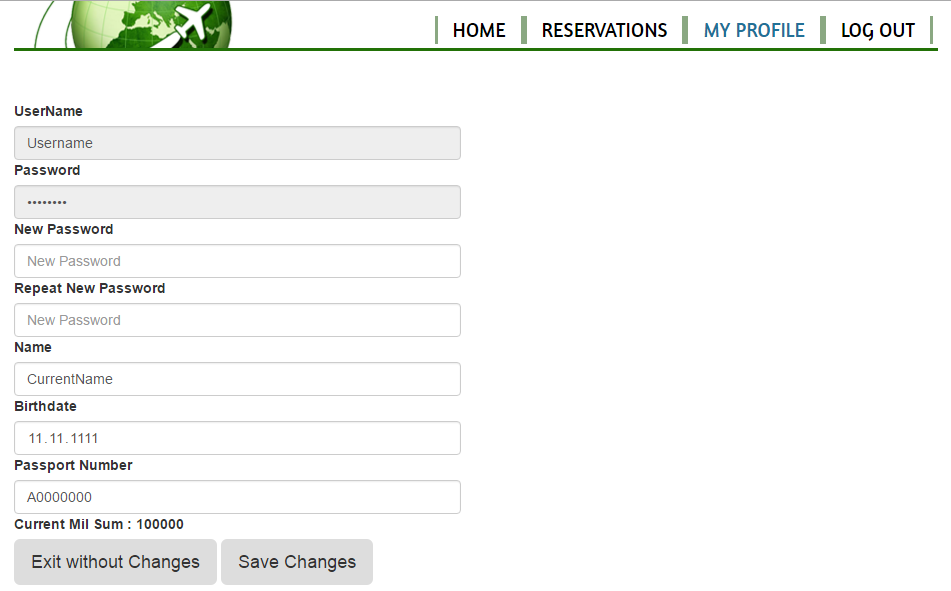 HOME RESERVATIONS MY PROFILE LOG OUT
UserName
Username
Password
••••••••
New Password
New Password
Repeat New Password
New Password
Name
CurrentName
Birthdate
11.11.1111
Passport Number
A0000000
Current Mil Sum : 100000
Exit without Changes Save Changes